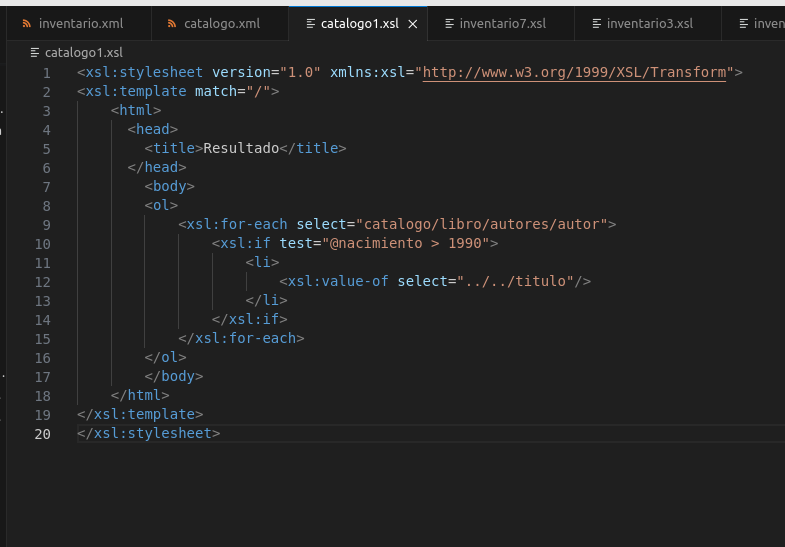 inventario.xml catalogo.xml catalogo1.xsl inventario7.xsl inventario3.xsl inven
catalogo1.xsl
1 <xsl:stylesheet version="1.0" xmlns:xsl="http://www.w3.org/1999/XSL/Transform">
2 <xsl:template match="/">
3     <html>
4       <head>
5         <title>Resultado</title>
6       </head>
7         <body>
8         <ol>
9             <xsl:for-each select="catalogo/libro/autores/autor">
10                 <xsl:if test="@nacimiento > 1990">
11                     <li>
12                         <xsl:value-of select="../../titulo"/>
13                     </li>
14                 </xsl:if>
15             </xsl:for-each>
16         </ol>
17         </body>
18     </html>
19 </xsl:template>
20 </xsl:stylesheet>